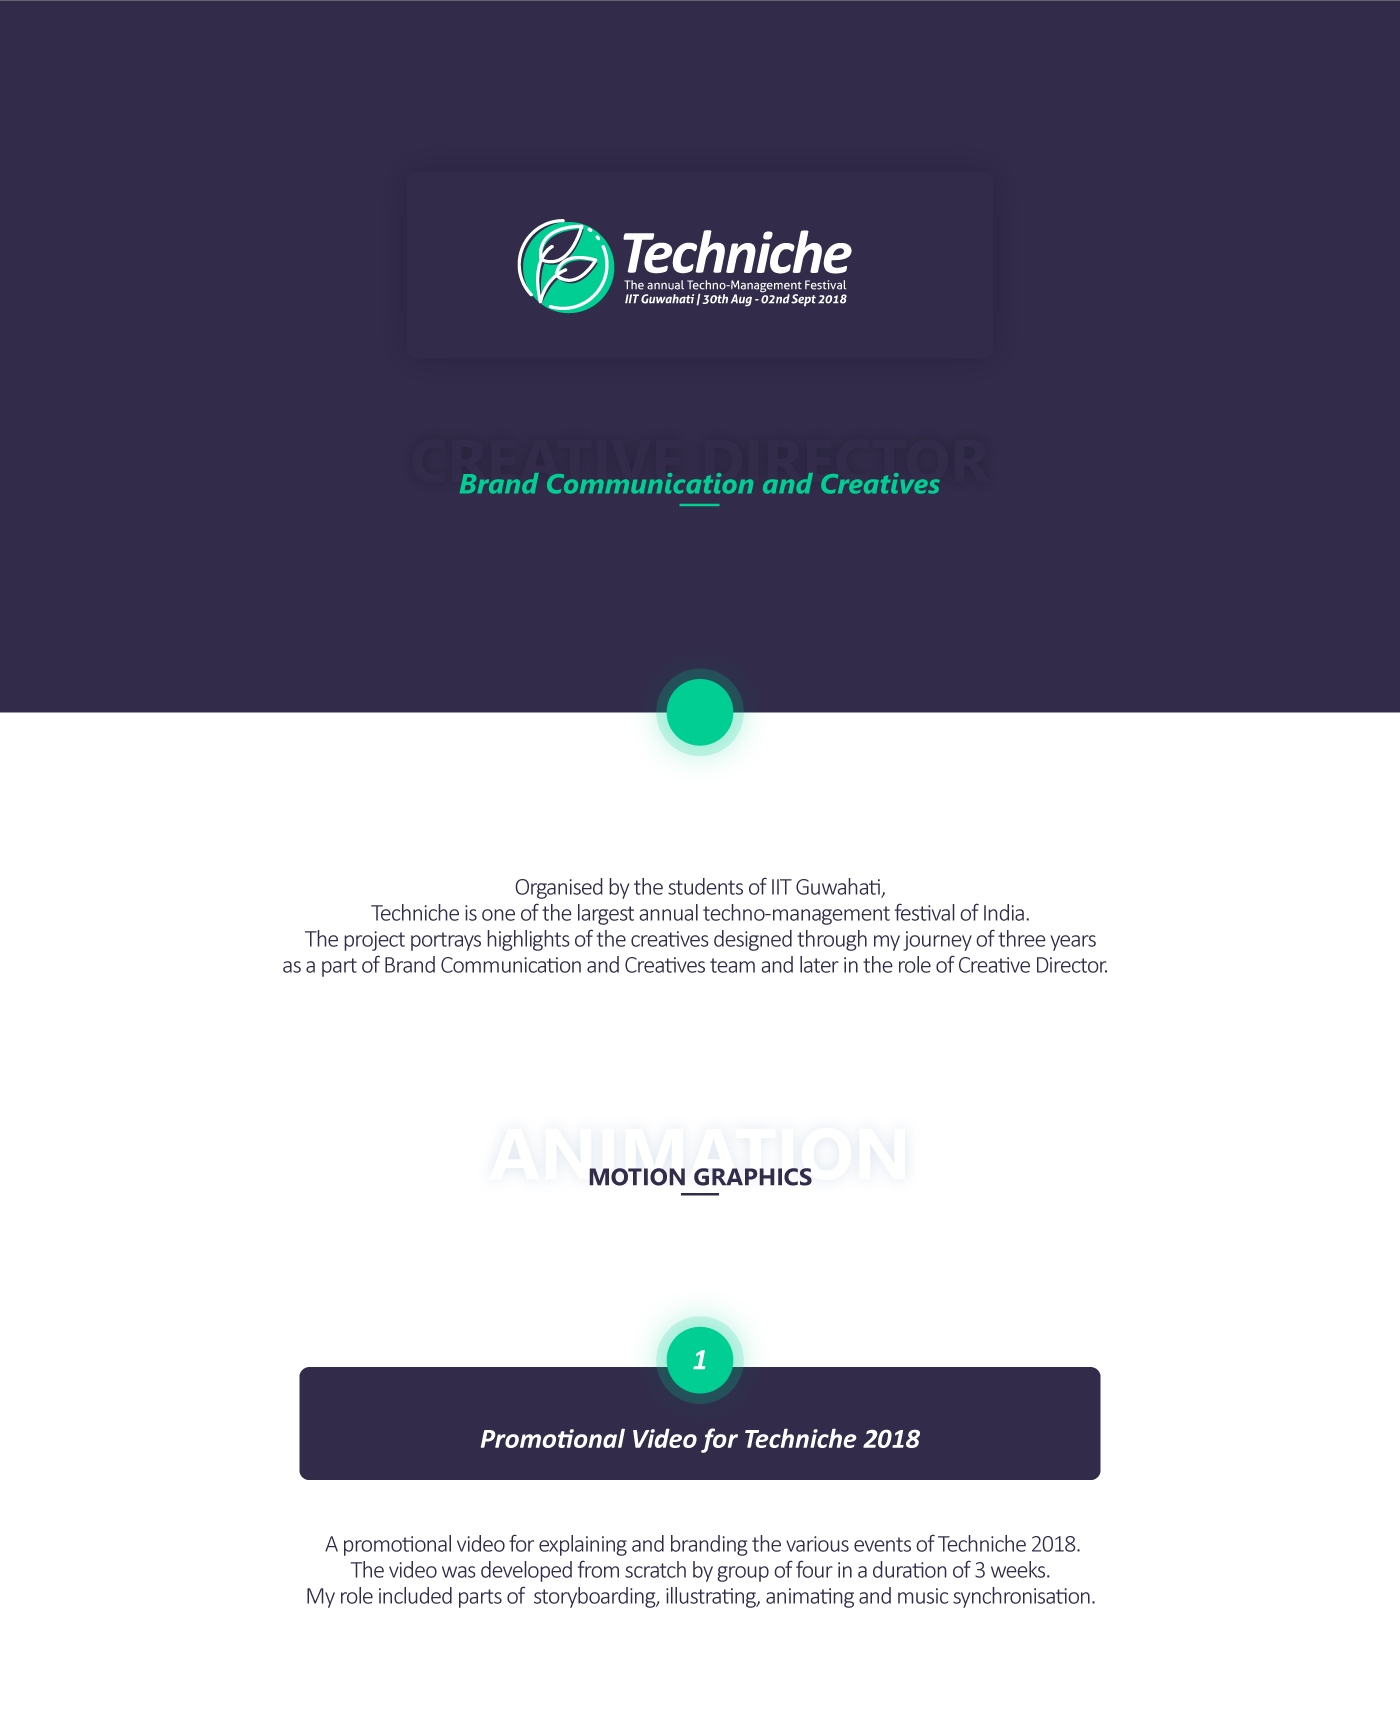 Techniche
The annual Techno-Management Festival
IIT Guwahati | 30th Aug - 02nd Sept 2018
CREATIVE DIRECTOR
Brand Communication and Creatives
Organised by the students of IIT Guwahati,
Techniche is one of the largest annual techno-management festival of India.
The project portrays highlights of the creatives designed through my journey of three years
as a part of Brand Communication and Creatives team and later in the role of Creative Director.
ANIMATION
MOTION GRAPHICS
1
Promotional Video for Techniche 2018
A promotional video for explaining and branding the various events of Techniche 2018.
The video was developed from scratch by group of four in a duration of 3 weeks.
My role included parts of  storyboarding, illustrating, animating and music synchronisation.